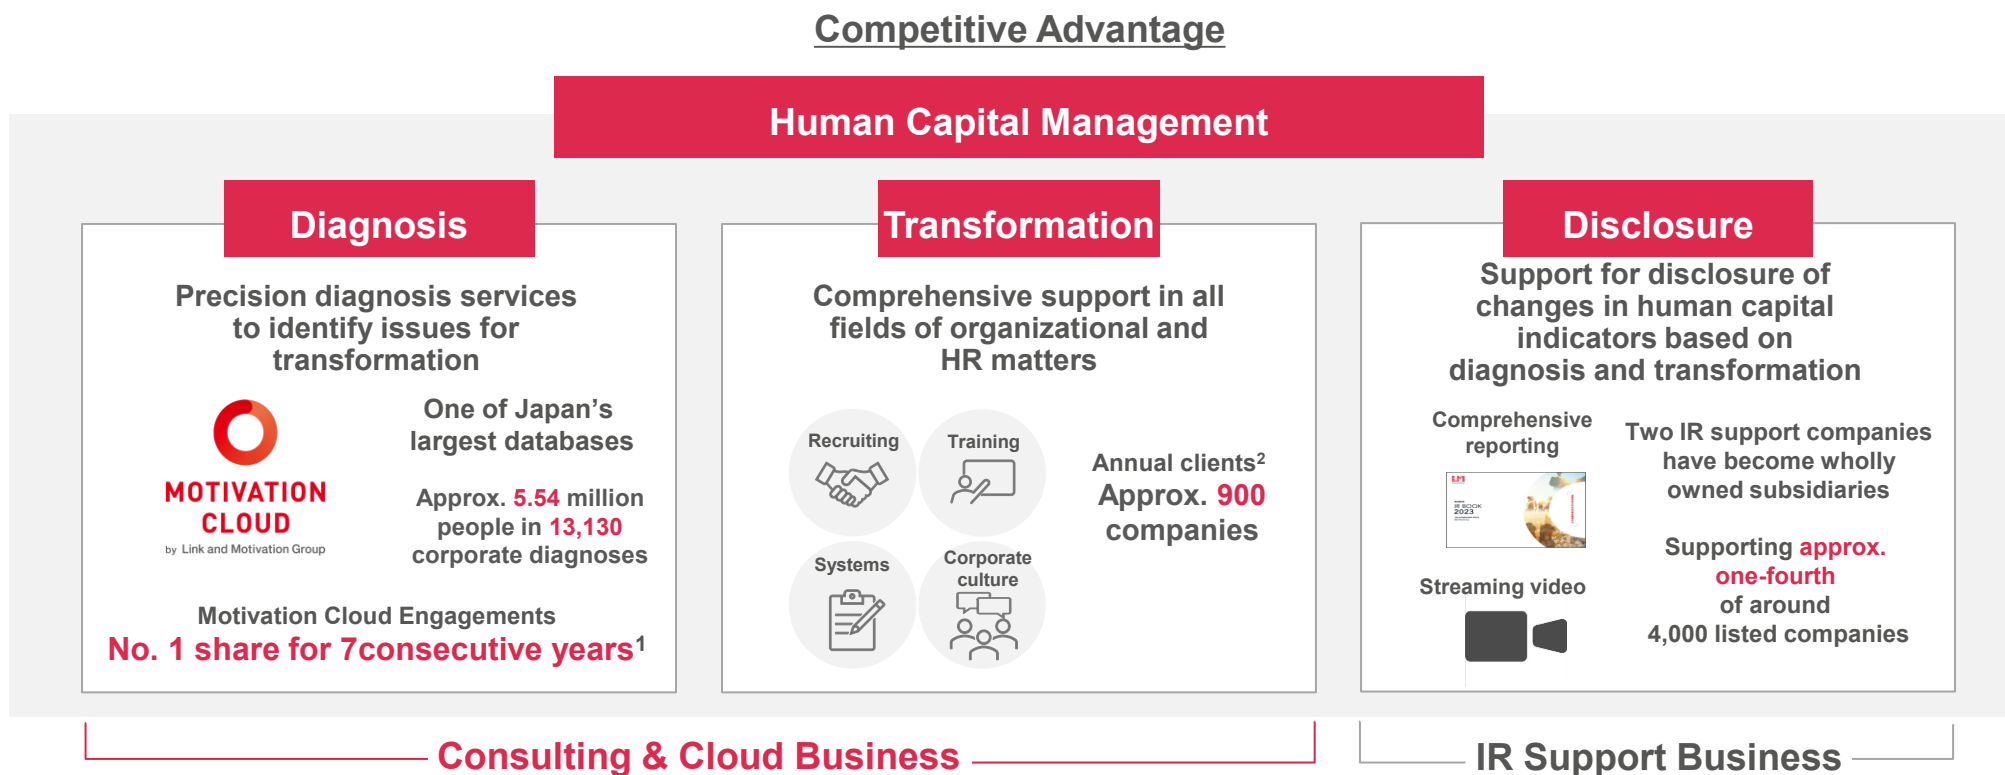 Competitive Advantage
Human Capital Management
Diagnosis
Precision diagnosis services
to identify issues for
transformation
MOTIVATION
CLOUD
by Link and Motivation Group
One of Japan's
largest databases
Approx. 5.54 million
people in 13,130
corporate diagnoses
Motivation Cloud Engagements
No. 1 share for 7consecutive years1
Transformation
Comprehensive support in all
fields of organizational and
HR matters
Recruiting
Training
Systems
Corporate
culture
Annual clients2
Approx. 900
companies
Disclosure
Support for disclosure of
changes in human capital
indicators based on
diagnosis and transformation
Comprehensive
reporting
IR BOOK
2023
Streaming video
Two IR support companies
have become wholly
owned subsidiaries
Supporting approx.
one-fourth
of around
4,000 listed companies
Consulting & Cloud Business
IR Support Business